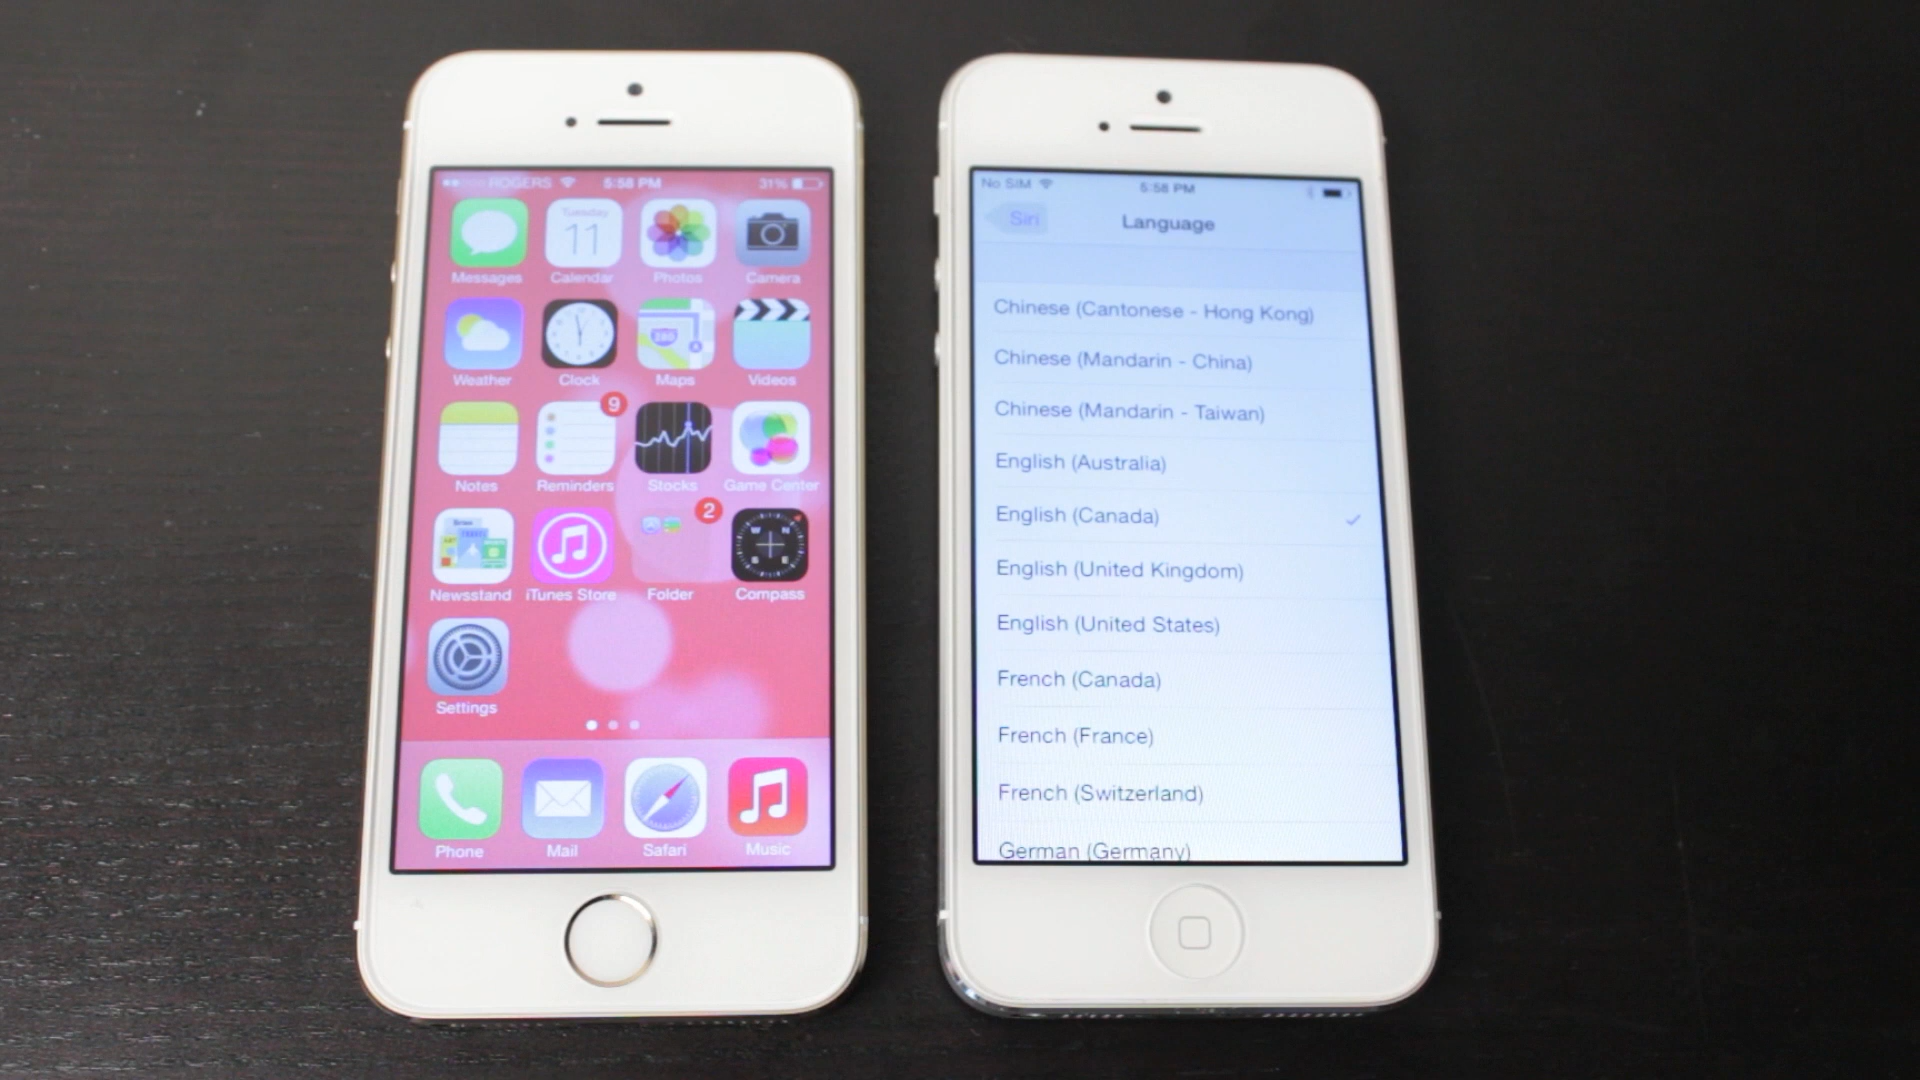 ROGERS 5:58 PM 31%
Tuesday
11
Messages Calendar Photos Camera
280
Weather Clock Maps Videos
9
Notes Reminders Stocks Game Center
2
TRAVEL
ART
W N
S E
Newsstand iTunes Store Folder Compass
Settings
Phone Mail Safari Music
No SIM 5:58 PM
Siri Language
Chinese (Cantonese - Hong Kong)
Chinese (Mandarin - China)
Chinese (Mandarin - Taiwan)
English (Australia)
English (Canada)
English (United Kingdom)
English (United States)
French (Canada)
French (France)
French (Switzerland)
German (Germany)